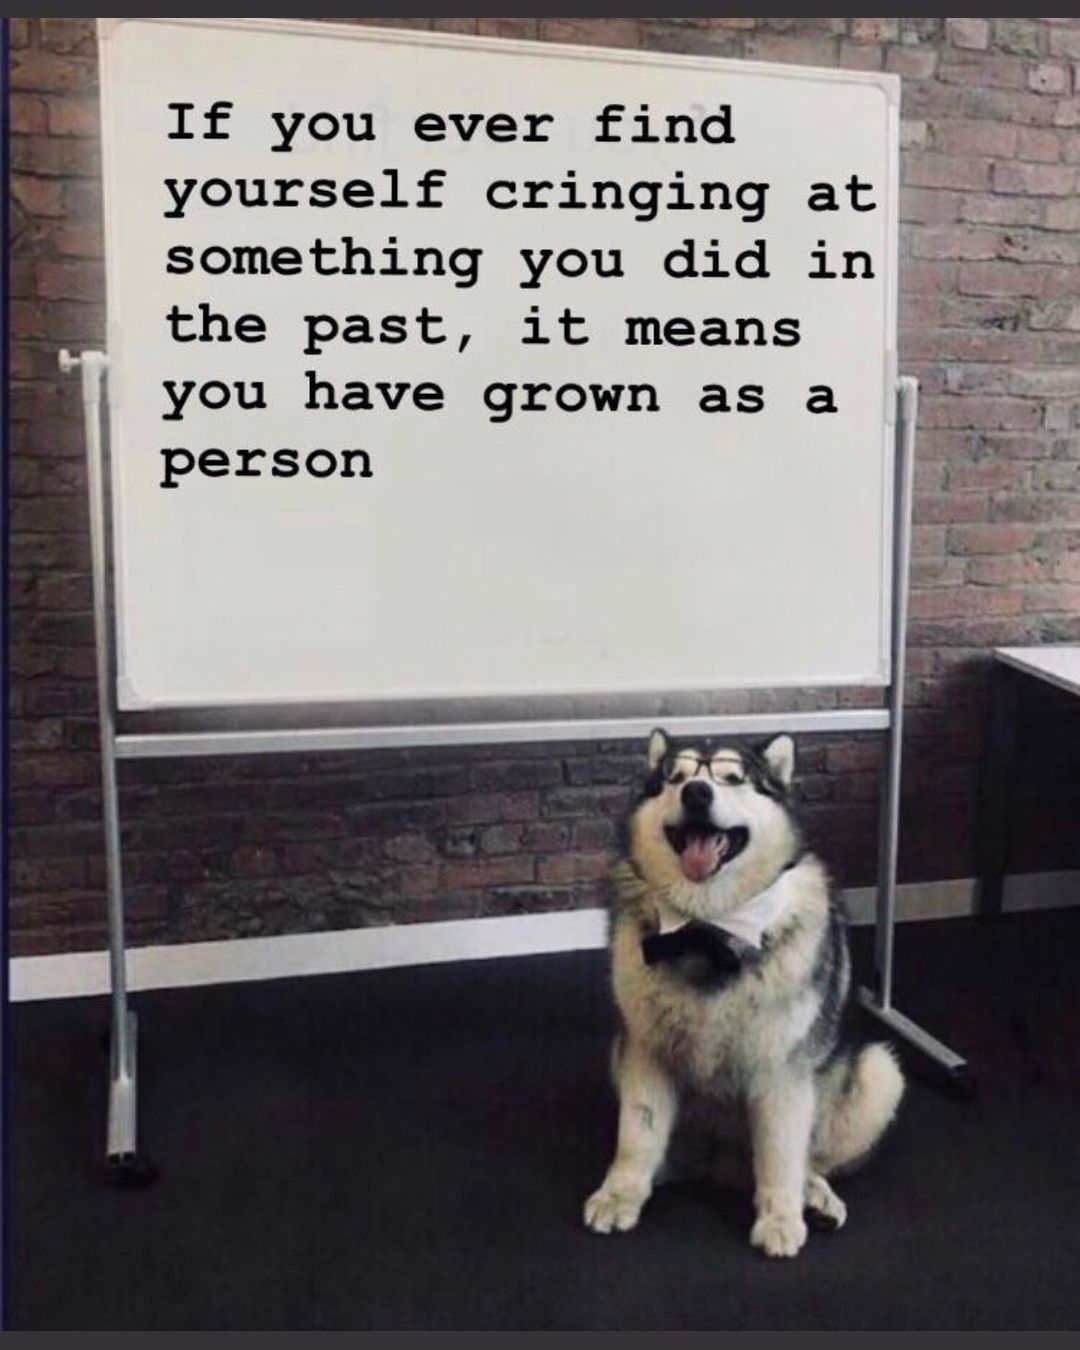 If you ever find
yourself cringing at
something you did in
the past, it means
you have grown as a
person